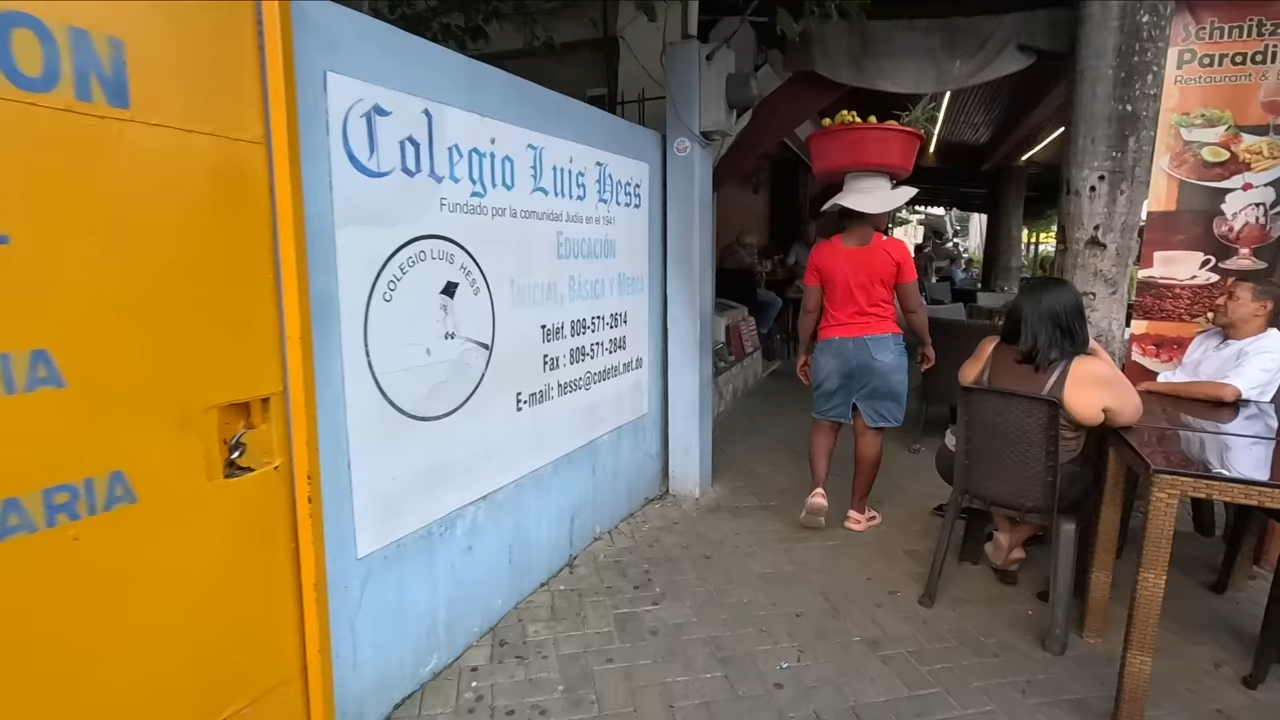 ON
IA
ARIA
Colegio Luis Hess
Fundado por la comunidad Judía en el 1941
COLEGIO LUIS HESS
EDUCACIÓN
INICIAL, BÁSICA Y MEDIA
Teléf. 809-571-2614
Fax : 809-571-2848
E-mail: hessc@codetel.net.do
Schnitz
Paradi
Restaurant &